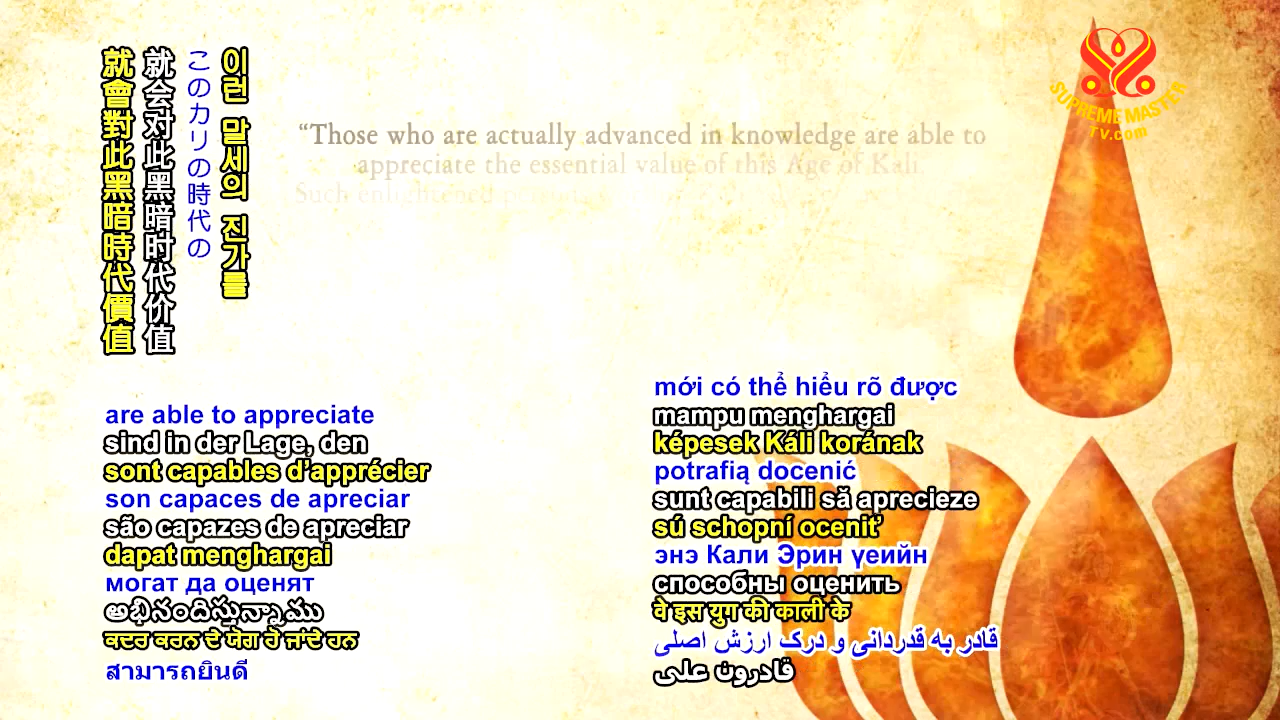 이런 말세의 진가를
このカリの時代の
就会对此黑暗时代价值
就會對此黑暗時代價值
“Those who are actually advanced in knowledge are able to
appreciate the essential value of this Age of Kali.
Such enlightened
SUPREME MASTER
TV.com
are able to appreciate
sind in der Lage, den
sont capables d’apprécier
son capaces de apreciar
são capazes de apreciar
dapat menghargai
могат да оценят
అభినందిస్తున్నాము
ਕਦਰ ਕਰਨ ਦੇ ਯੋਗ ਹੋ ਜਾਂਦੇ ਹਨ
สามารถยินดี
mới có thể hiểu rõ được
mampu menghargai
képesek Káli korának
potrafią docenić
sunt capabili să aprecieze
sú schopní oceniť
энэ Кали Эрин үеийн
способны оценить
वे इस युग की काली के
قادر به قدردانی و درک ارزش اصلی
قادرون على